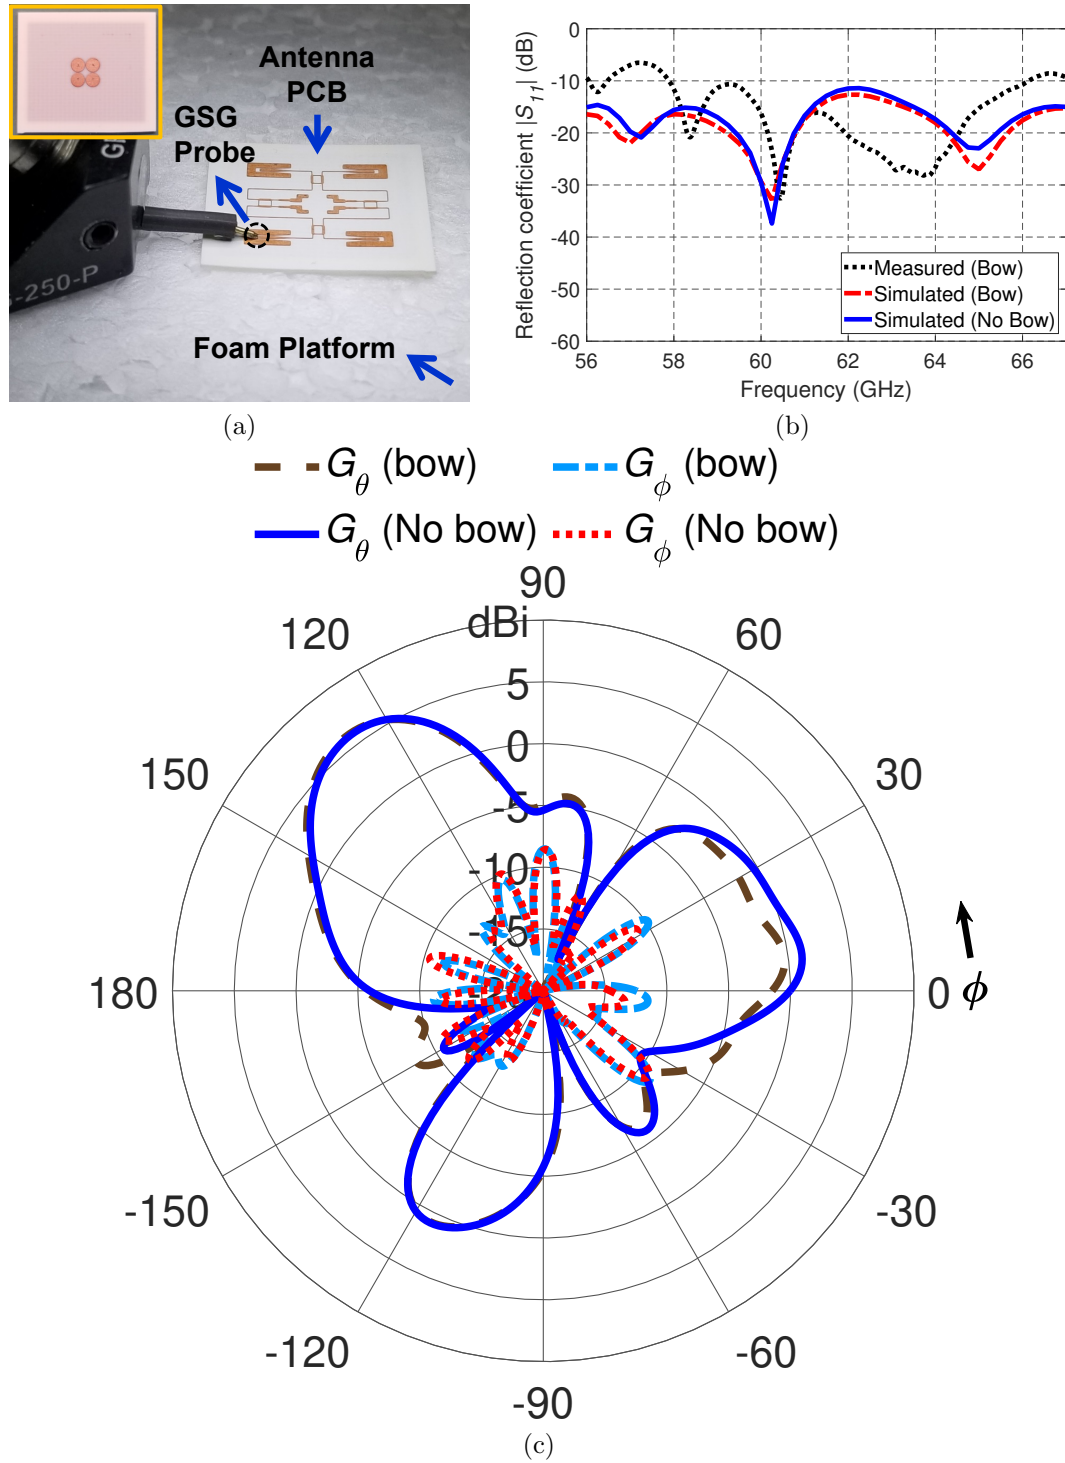 Antenna
PCB
GSG
Probe
-250-P
Foam Platform
(a)
Reflection coefficient |S11| (dB)
0
-10
-20
-30
-40
-50
-60
Measured (Bow)
Simulated (Bow)
Simulated (No Bow)
56 58 60 62 64 66
Frequency (GHz)
(b)
Gθ (bow) Gϕ (bow)
Gθ (No bow) Gϕ (No bow)
90
dBi
120 60
5
0
150 30
-5
-10
-15
180 0 ϕ
-150 -30
-120 -60
-90
(c)